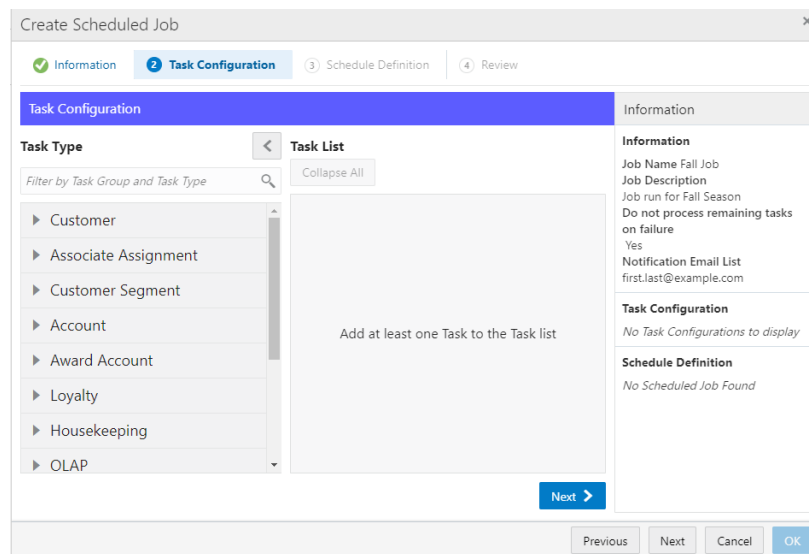 Create Scheduled Job
Information
2 Task Configuration
3 Schedule Definition
4 Review
Task Configuration
Task Type
Filter by Task Group and Task Type
Customer
Associate Assignment
Customer Segment
Account
Award Account
Loyalty
Housekeeping
OLAP
Task List
Collapse All
Add at least one Task to the Task list
Next
Information
Information
Job Name Fall Job
Job Description
Job run for Fall Season
Do not process remaining tasks
on failure
Yes
Notification Email List
first.last@example.com
Task Configuration
No Task Configurations to display
Schedule Definition
No Scheduled Job Found
Previous
Next
Cancel
OK